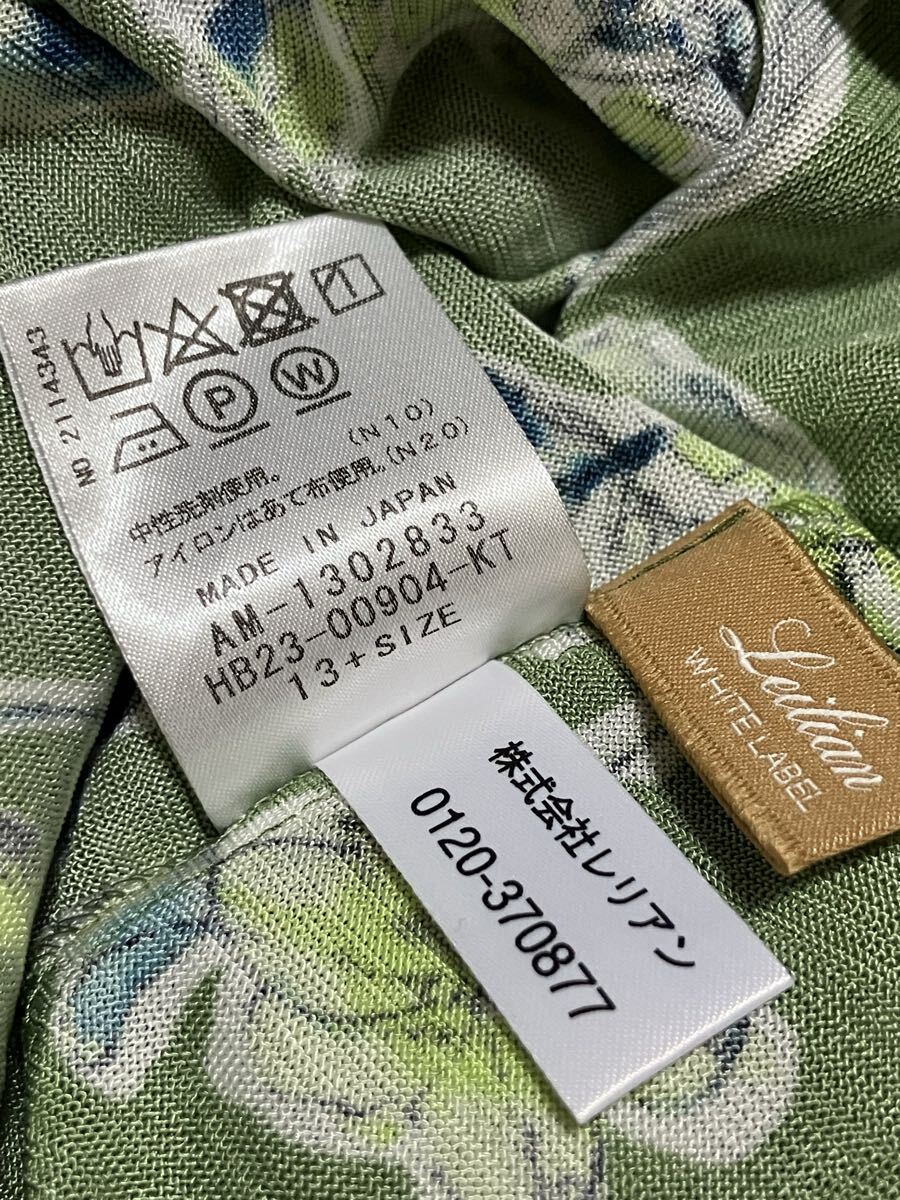 NO 2114343
P
W
中性洗剤使用。 (N10)
アイロンはあて布使用。(N20)
MADE IN JAPAN
AM-1302833
HB23-00904-KT
13+SIZE
株式会社レリアン
0120-370877
Leilian
WHITE LABEL